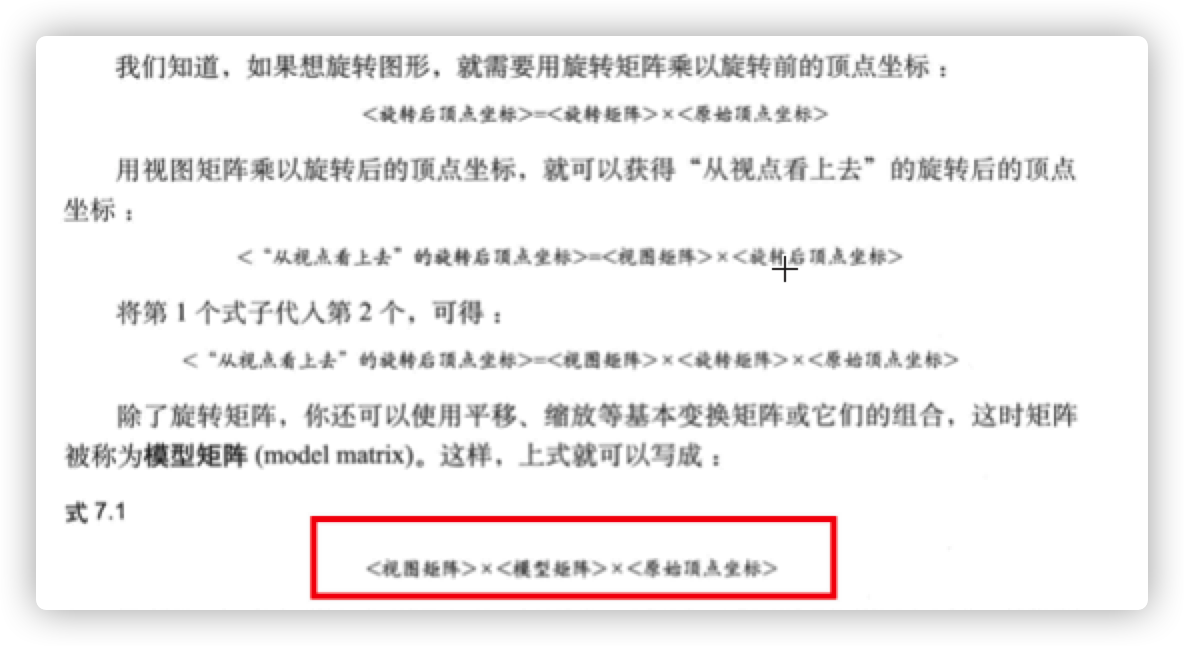 我们知道，如果想旋转图形，就需要用旋转矩阵乘以旋转前的顶点坐标：
<旋转后顶点坐标>=<旋转矩阵>×<原始顶点坐标>
用视图矩阵乘以旋转后的顶点坐标，就可以获得“从视点看上去”的旋转后的顶点
坐标：
<“从视点看上去”的旋转后顶点坐标>=<视图矩阵>×<旋转后顶点坐标>
将第 1 个式子代入第 2 个，可得：
<“从视点看上去”的旋转后顶点坐标>=<视图矩阵>×<旋转矩阵>×<原始顶点坐标>
除了旋转矩阵，你还可以使用平移、缩放等基本变换矩阵或它们的组合，这时矩阵
被称为模型矩阵 (model matrix)。这样，上式就可以写成：
式 7.1
<视图矩阵>×<模型矩阵>×<原始顶点坐标>